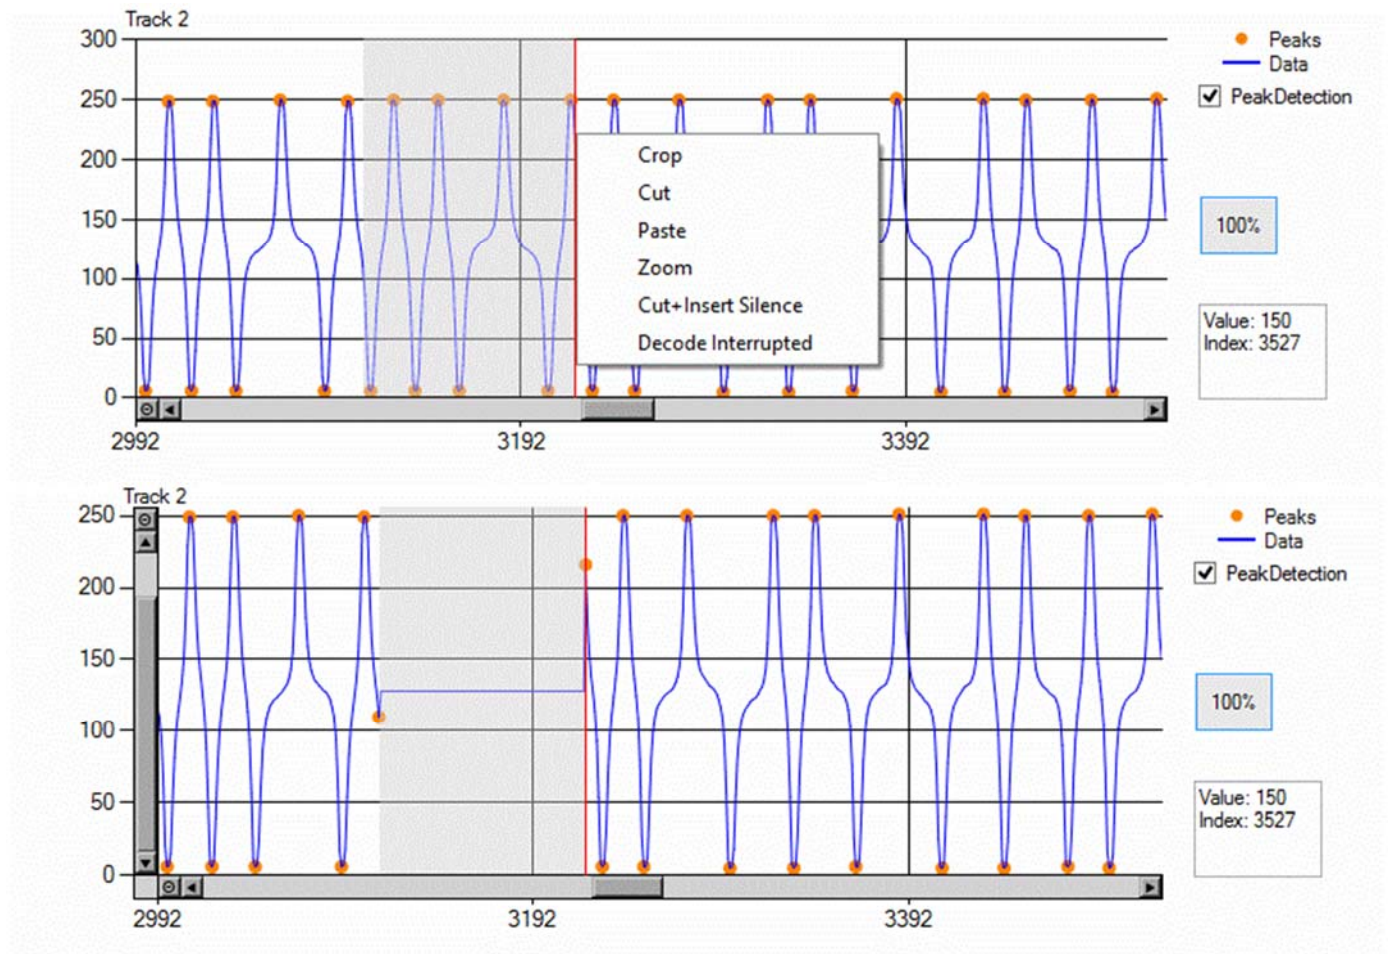 Track 2
300
250
200
150
100
50
0
2992 3192 3392
Peaks
Data
PeakDetection
100%
Value: 150
Index: 3527
Crop
Cut
Paste
Zoom
Cut+Insert Silence
Decode Interrupted
Track 2
250
200
150
100
50
0
2992 3192 3392
Peaks
Data
PeakDetection
100%
Value: 150
Index: 3527